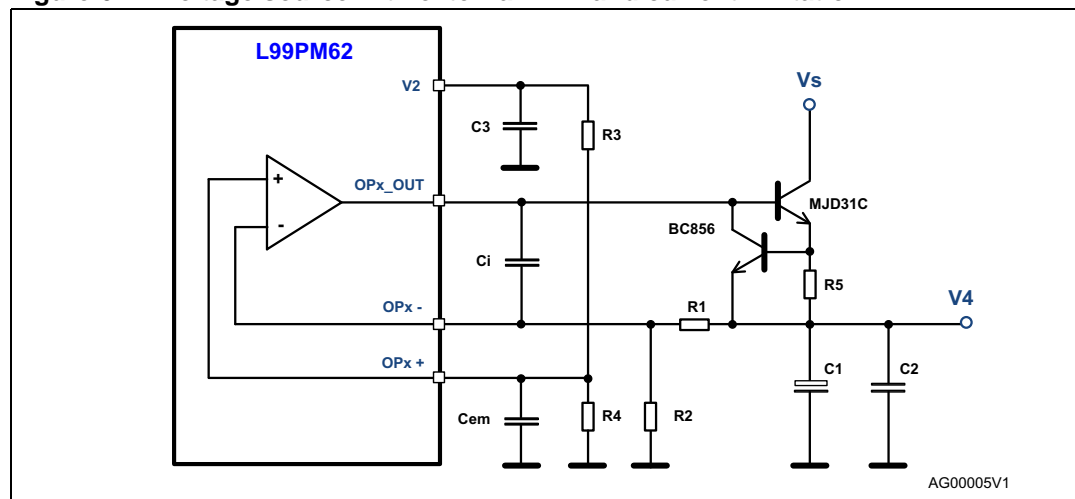 L99PM62
Vs
V2
C3
R3
OPx_OUT
+
-
MJD31C
BC856
Ci
R5
V4
OPx -
R1
OPx +
C1
C2
Cem
R4
R2
AG00005V1